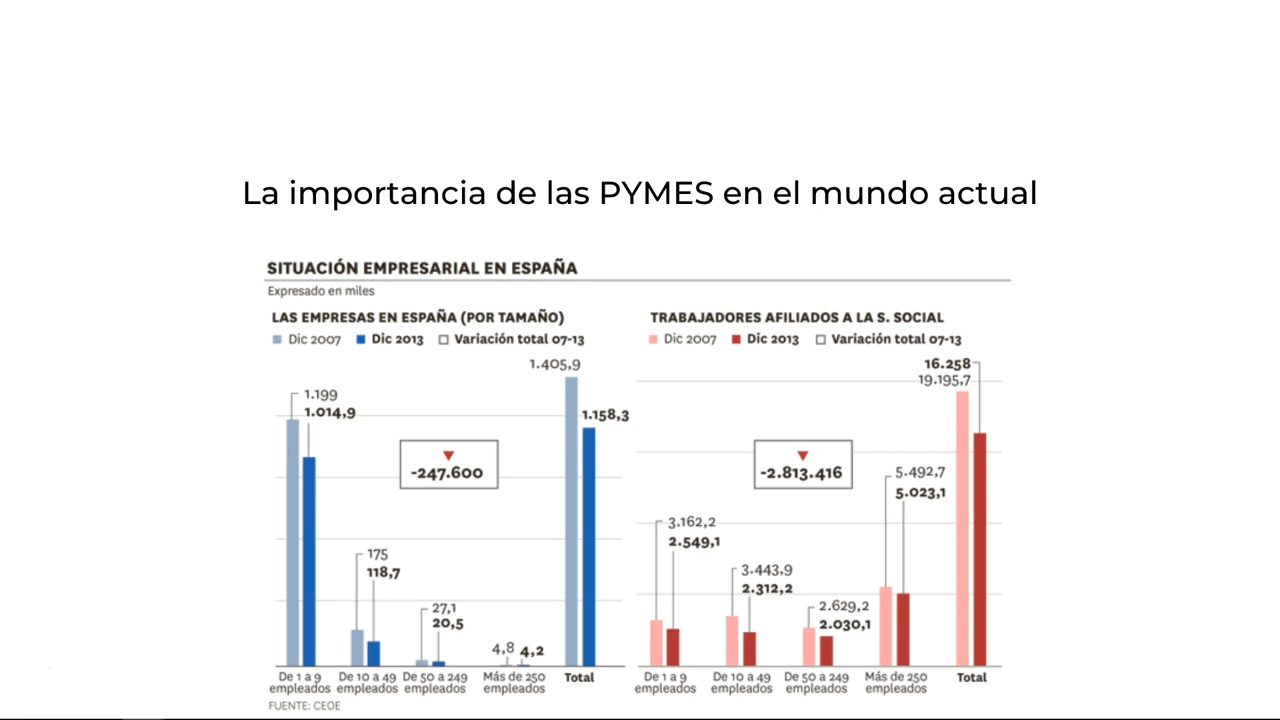 La importancia de las PYMES en el mundo actual
SITUACIÓN EMPRESARIAL EN ESPAÑA
Expresado en miles
LAS EMPRESAS EN ESPAÑA (POR TAMAÑO)
Dic 2007 Dic 2013 Variación total 07-13
1.405,9
1.199
1.014,9
1.158,3
-247.600
175
118,7
27,1
20,5
4,8 4,2
De 1 a 9 empleados
De 10 a 49 empleados
De 50 a 249 empleados
Más de 250 empleados
Total
TRABAJADORES AFILIADOS A LA S. SOCIAL
Dic 2007 Dic 2013 Variación total 07-13
16.258
19.195,7
-2.813.416
5.492,7
5.023,1
3.162,2
2.549,1
3.443,9
2.312,2
2.629,2
2.030,1
De 1 a 9 empleados
De 10 a 49 empleados
De 50 a 249 empleados
Más de 250 empleados
Total
FUENTE: CEOE